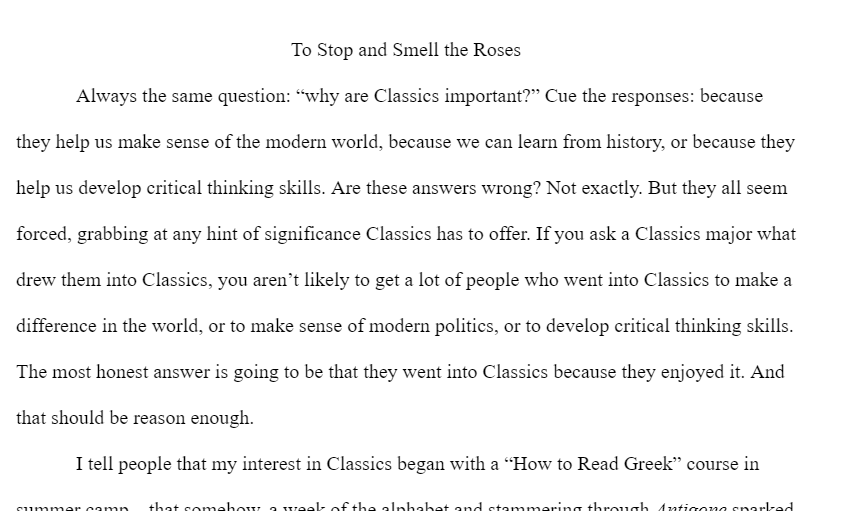 To Stop and Smell the Roses
Always the same question: “why are Classics important?” Cue the responses: because
they help us make sense of the modern world, because we can learn from history, or because they
help us develop critical thinking skills. Are these answers wrong? Not exactly. But they all seem
forced, grabbing at any hint of significance Classics has to offer. If you ask a Classics major what
drew them into Classics, you aren’t likely to get a lot of people who went into Classics to make a
difference in the world, or to make sense of modern politics, or to develop critical thinking skills.
The most honest answer is going to be that they went into Classics because they enjoyed it. And
that should be reason enough.
I tell people that my interest in Classics began with a “How to Read Greek” course in
summer camp – that somehow, a week of the alphabet and stammering through Antigone sparked